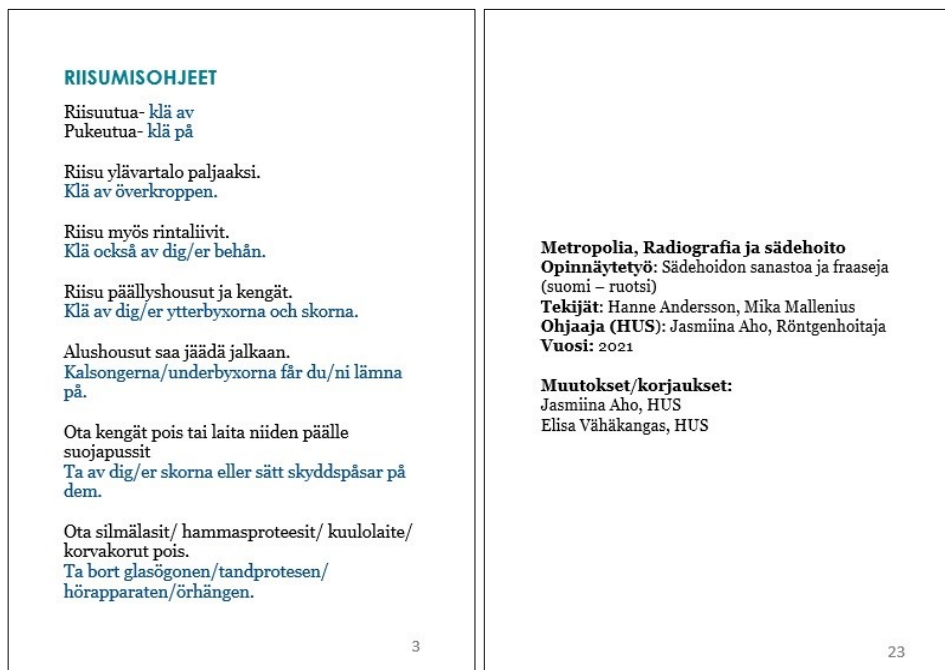 RIISUMISOHJEET
Riisuutua- klä av
Pukeutua- klä på
Riisu ylävartalo paljaaksi.
Klä av överkroppen.
Riisu myös rintaliivit.
Klä också av dig/er behån.
Riisu päällyshousut ja kengät.
Klä av dig/er ytterbyxorna och skorna.
Alushousut saa jäädä jalkaan.
Kalsongerna/underbyxorna får du/ni lämna
på.
Ota kengät pois tai laita niiden päälle
suojapussit
Ta av dig/er skorna eller sätt skyddspåsar på
dem.
Ota silmälasit/ hammasproteesit/ kuulolaite/
korvakorut pois.
Ta bort glasögonen/tandprotesen/
hörapparaten/örhängen.
3
Metropolia, Radiografia ja sädehoito
Opinnäytetyö: Sädehoidon sanastoa ja fraaseja
(suomi – ruotsi)
Tekijät: Hanne Andersson, Mika Mallenius
Ohjaaja (HUS): Jasmiina Aho, Röntgenhoitaja
Vuosi: 2021
Muutokset/korjaukset:
Jasmiina Aho, HUS
Elisa Vähäkangas, HUS
23